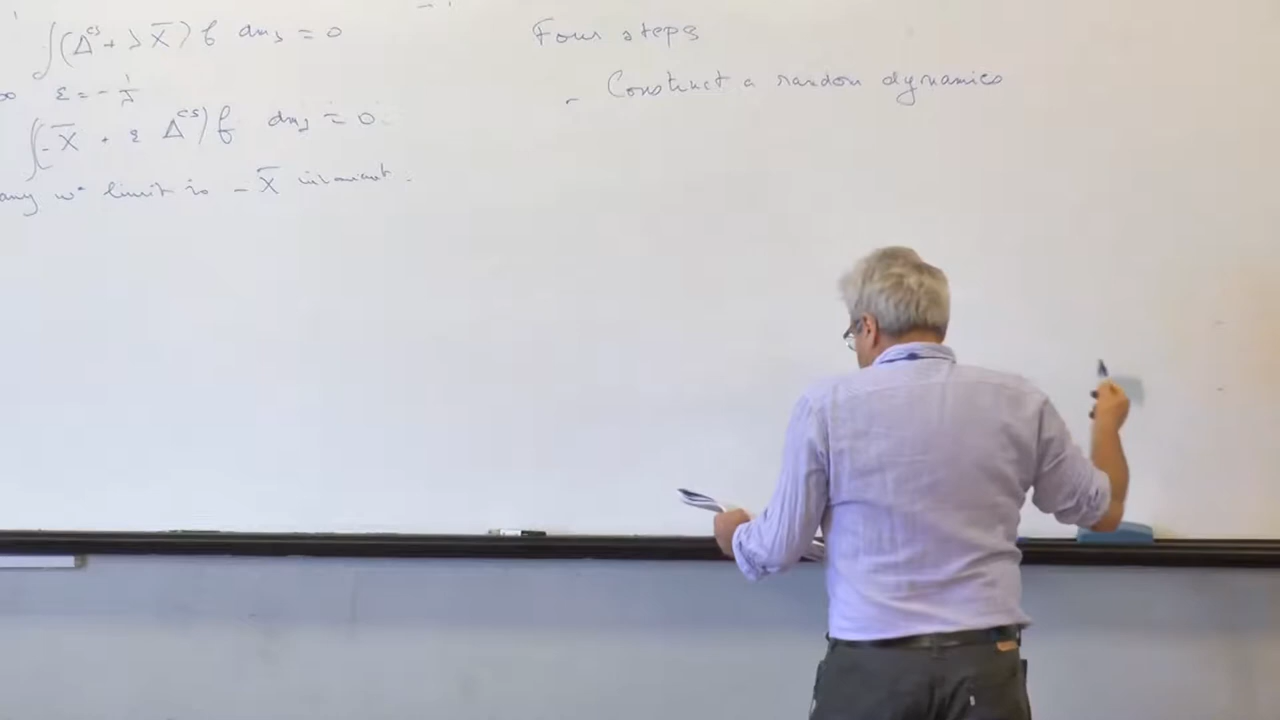 ∫(Δ^cs + λ X̄) f dm_λ = 0
ε = -1/λ
∫(-X̄ + ε Δ^cs) f dm_λ = 0.
any w* limit is - X̄ invariant.
Four steps
- Construct a random dynamics